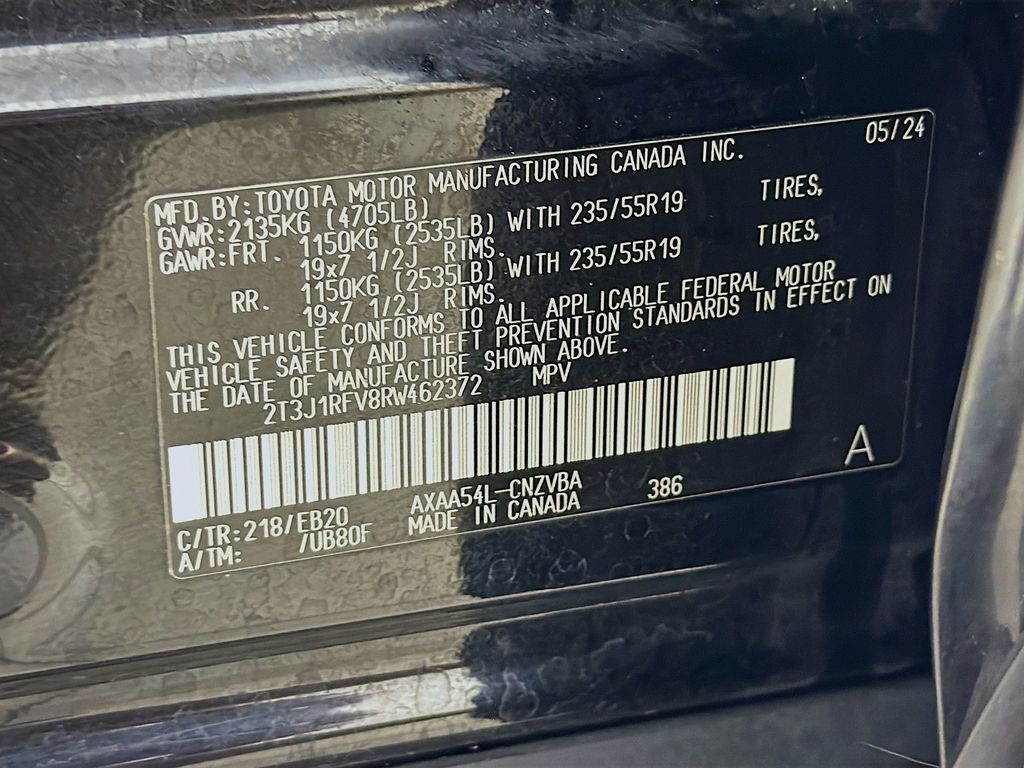 05/24
MFD.BY:TOYOTA MOTOR MANUFACTURING CANADA INC.
GVWR:2135KG (4705LB)
GAWR:FRT. 1150KG (2535LB) WITH 235/55R19 TIRES,
19x7 1/2J RIMS.
RR. 1150KG (2535LB) WITH 235/55R19 TIRES,
19x7 1/2J RIMS.
THIS VEHICLE CONFORMS TO ALL APPLICABLE FEDERAL MOTOR
VEHICLE SAFETY AND THEFT PREVENTION STANDARDS IN EFFECT ON
THE DATE OF MANUFACTURE SHOWN ABOVE.
2T3J1RFV8RW462372 MPV
A
C/TR:218/EB20 AXAA54L-CNZVBA 386
A/TM: /UB80F MADE IN CANADA